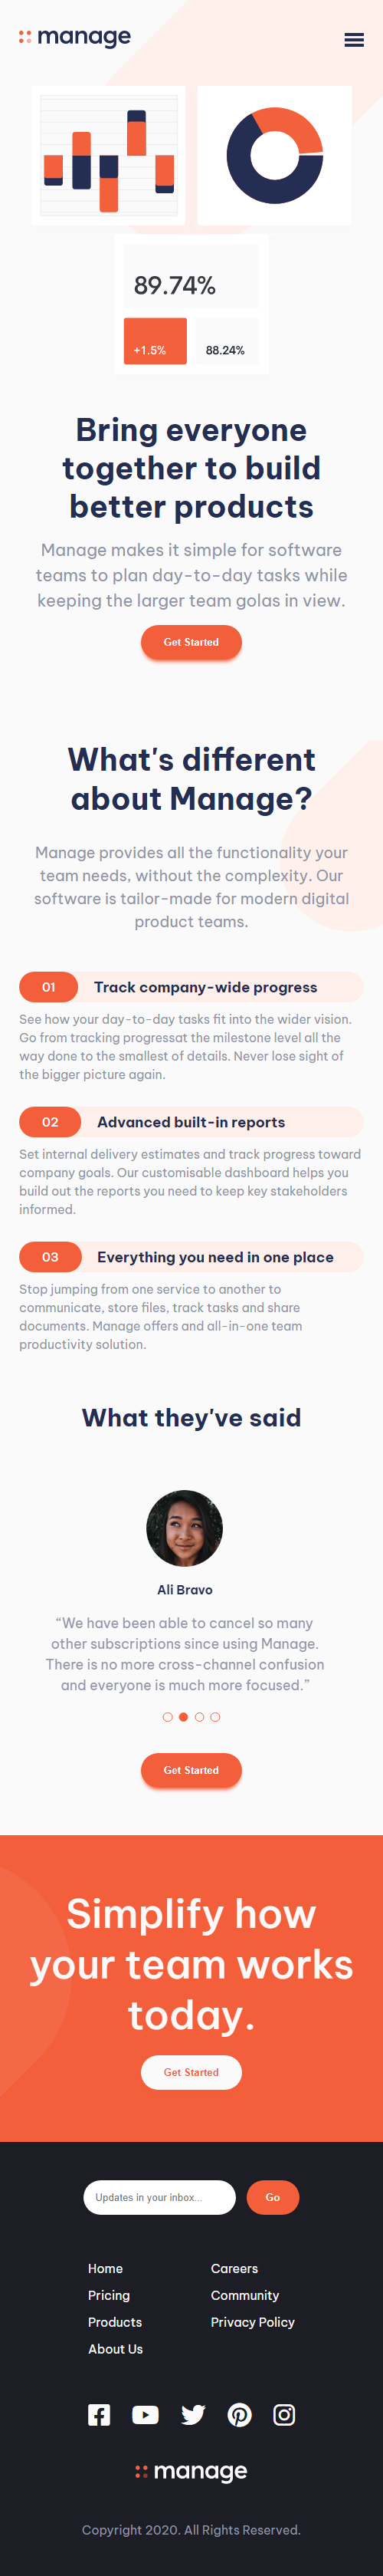 manage
89.74%
+1.5%
88.24%
Bring everyone
together to build
better products
Manage makes it simple for software
teams to plan day-to-day tasks while
keeping the larger team golas in view.
Get Started
What's different
about Manage?
Manage provides all the functionality your
team needs, without the complexity. Our
software is tailor-made for modern digital
product teams.
01 Track company-wide progress
See how your day-to-day tasks fit into the wider vision.
Go from tracking progressat the milestone level all the
way done to the smallest of details. Never lose sight of
the bigger picture again.
02 Advanced built-in reports
Set internal delivery estimates and track progress toward
company goals. Our customisable dashboard helps you
build out the reports you need to keep key stakeholders
informed.
03 Everything you need in one place
Stop jumping from one service to another to
communicate, store files, track tasks and share
documents. Manage offers and all-in-one team
productivity solution.
What they've said
Ali Bravo
“We have been able to cancel so many
other subscriptions since using Manage.
There is no more cross-channel confusion
and everyone is much more focused.”
Get Started
Simplify how
your team works
today.
Get Started
Updates in your inbox...
Go
Home
Careers
Pricing
Community
Products
Privacy Policy
About Us
manage
Copyright 2020. All Rights Reserved.